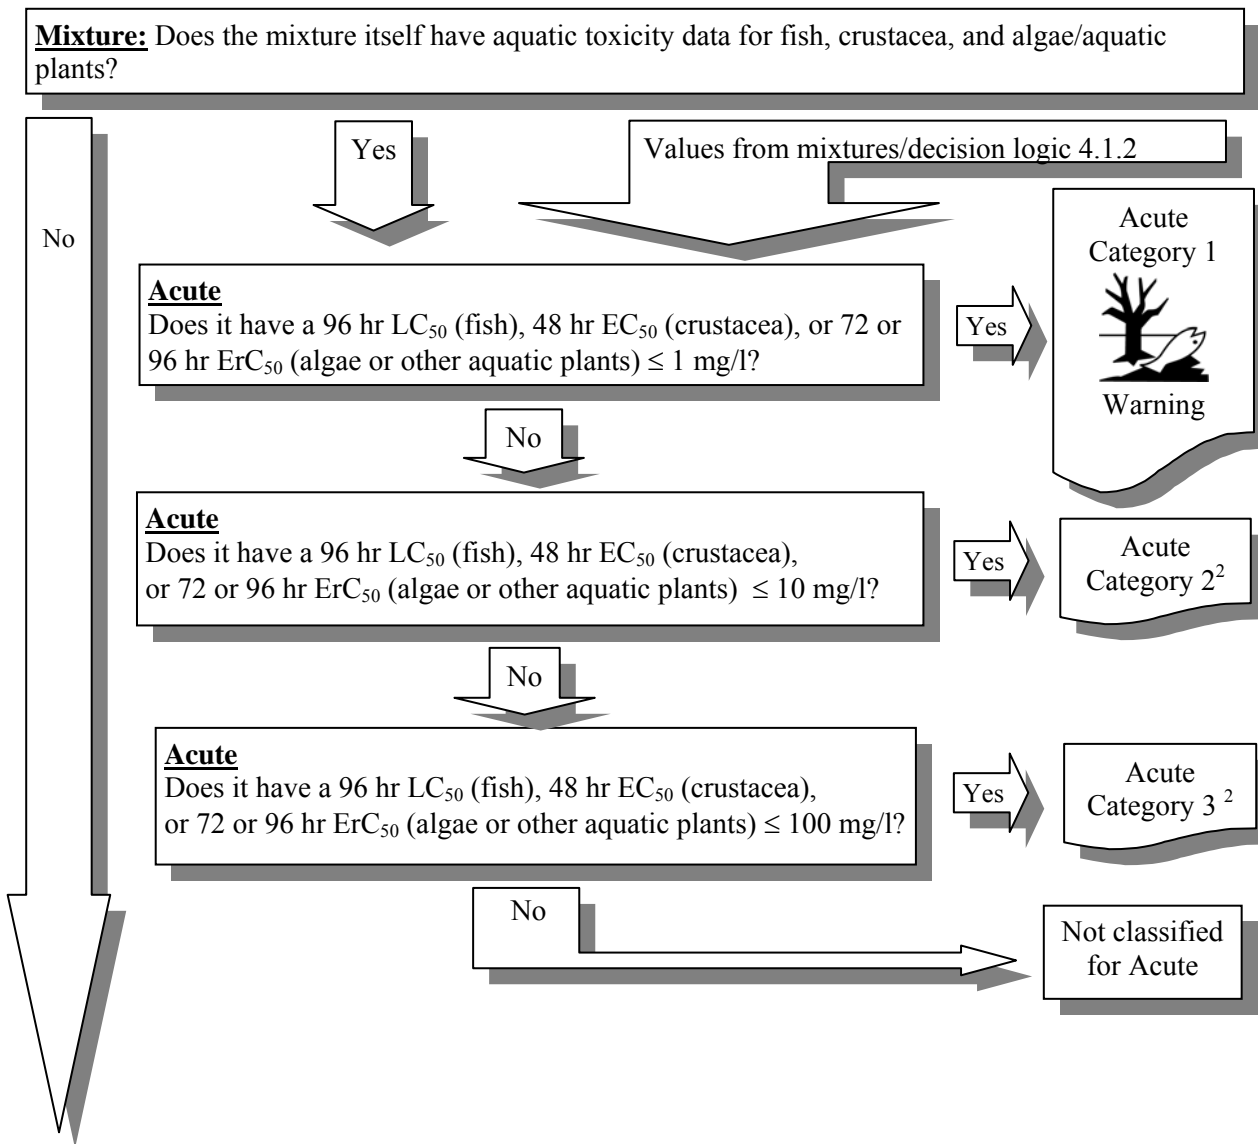 Mixture: Does the mixture itself have aquatic toxicity data for fish, crustacea, and algae/aquatic
plants?
Yes
Values from mixtures/decision logic 4.1.2
No
Acute
Category 1
Warning
Acute
Does it have a 96 hr LC50 (fish), 48 hr EC50 (crustacea), or 72 or
96 hr ErC50 (algae or other aquatic plants) ≤ 1 mg/l?
Yes
No
Acute
Does it have a 96 hr LC50 (fish), 48 hr EC50 (crustacea),
or 72 or 96 hr ErC50 (algae or other aquatic plants) ≤ 10 mg/l?
Yes
Acute
Category 2²
No
Acute
Does it have a 96 hr LC50 (fish), 48 hr EC50 (crustacea),
or 72 or 96 hr ErC50 (algae or other aquatic plants) ≤ 100 mg/l?
Yes
Acute
Category 3 ²
No
Not classified
for Acute